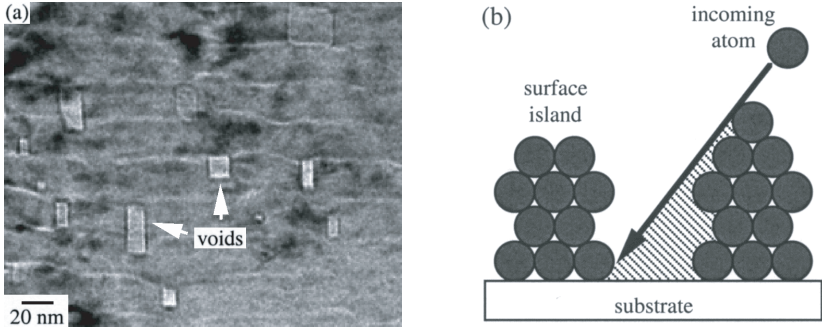 (a)
voids
20 nm
(b)
incoming
atom
surface
island
substrate